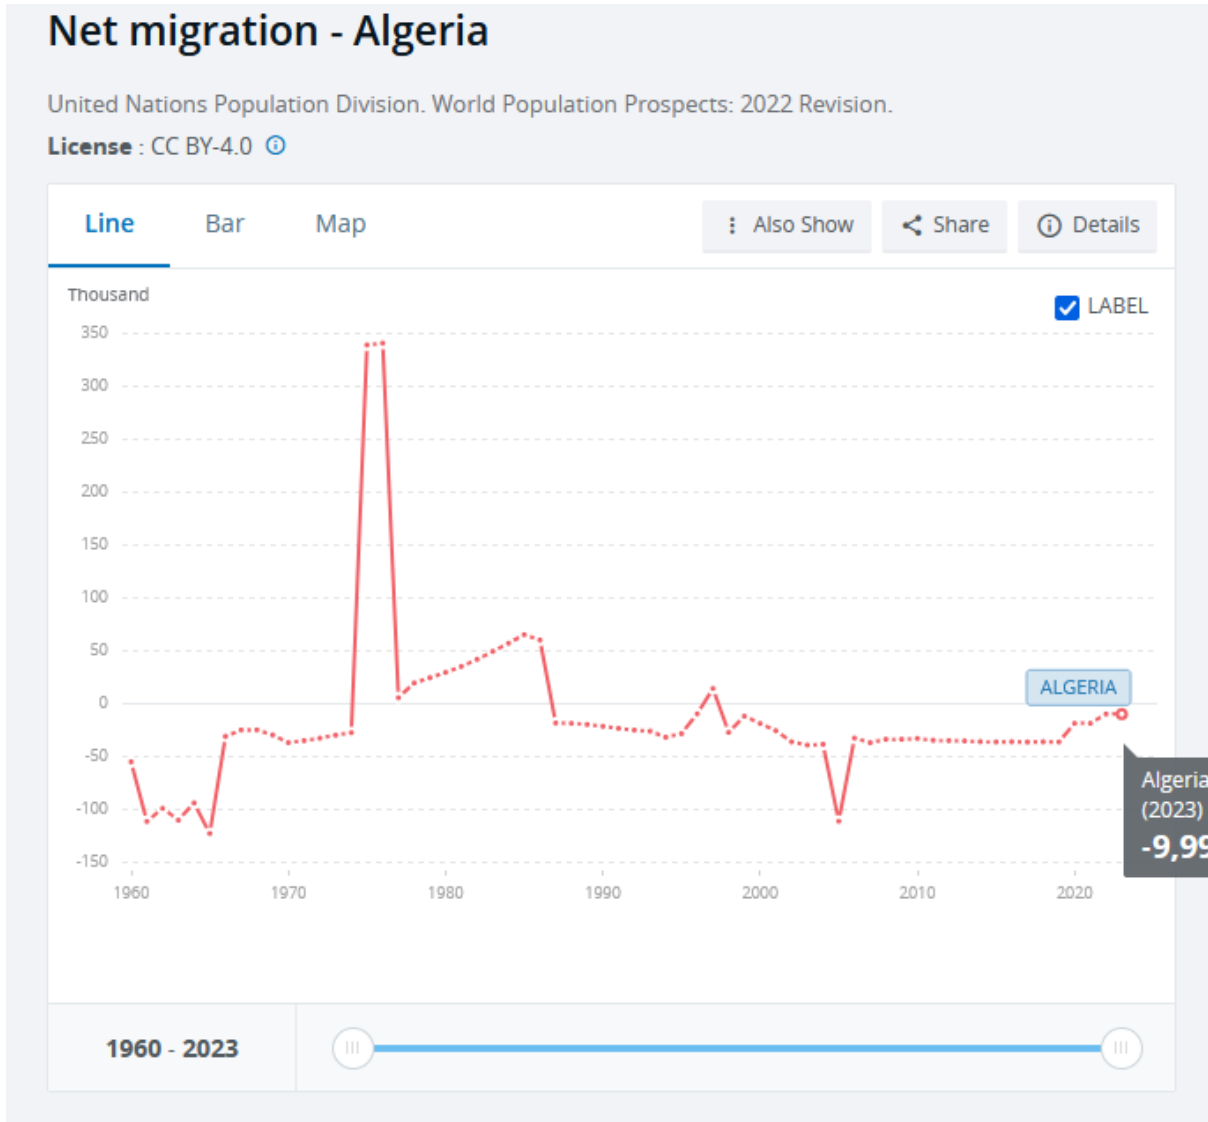 Net migration - Algeria
United Nations Population Division. World Population Prospects: 2022 Revision.
License : CC BY-4.0
Line Bar Map Also Show Share Details
Thousand
LABEL
350
300
250
200
150
100
50
0
ALGERIA
-50
-100
-150
Algeria
(2023)
-9,99
1960 1970 1980 1990 2000 2010 2020
1960 - 2023